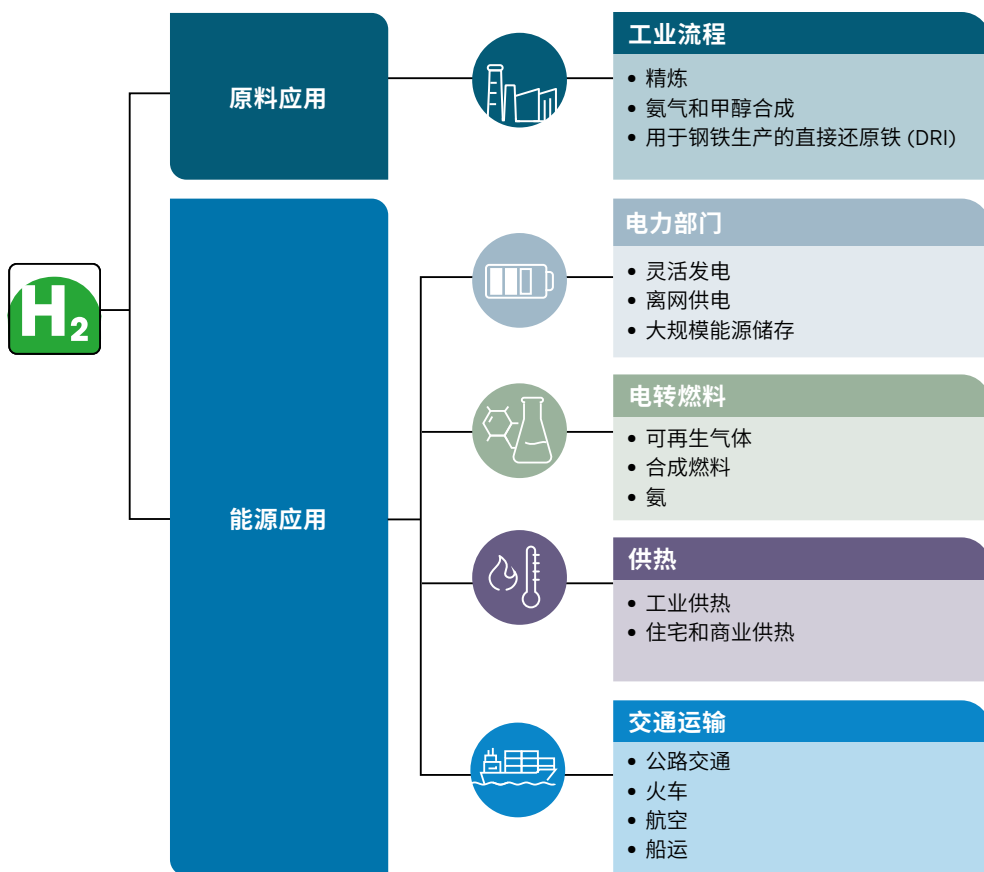 H2
原料应用
工业流程
• 精炼
• 氨气和甲醇合成
• 用于钢铁生产的直接还原铁 (DRI)
能源应用
电力部门
• 灵活发电
• 离网供电
• 大规模能源储存
电转燃料
• 可再生气体
• 合成燃料
• 氨
供热
• 工业供热
• 住宅和商业供热
交通运输
• 公路交通
• 火车
• 航空
• 船运